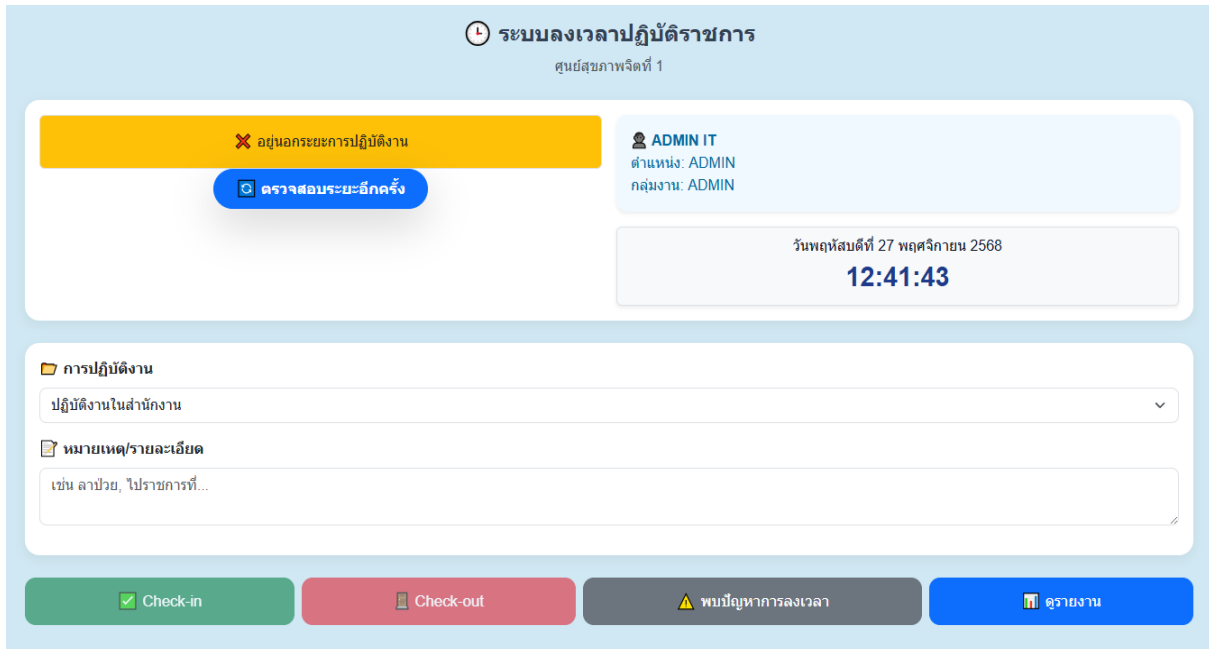 🕒 ระบบลงเวลาปฏิบัติราชการ
ศูนย์สุขภาพจิตที่ 1
❌ อยู่นอกระยะการปฏิบัติงาน
🔄 ตรวจสอบระยะอีกครั้ง
ADMIN IT
ตำแหน่ง: ADMIN
กลุ่มงาน: ADMIN
วันพฤหัสบดีที่ 27 พฤศจิกายน 2568
12:41:43
📂 การปฏิบัติงาน
ปฏิบัติงานในสำนักงาน
📝 หมายเหตุ/รายละเอียด
เช่น ลาป่วย, ไปราชการที่...
✅ Check-in
🚪 Check-out
⚠️ พบปัญหาการลงเวลา
📊 ดูรายงาน